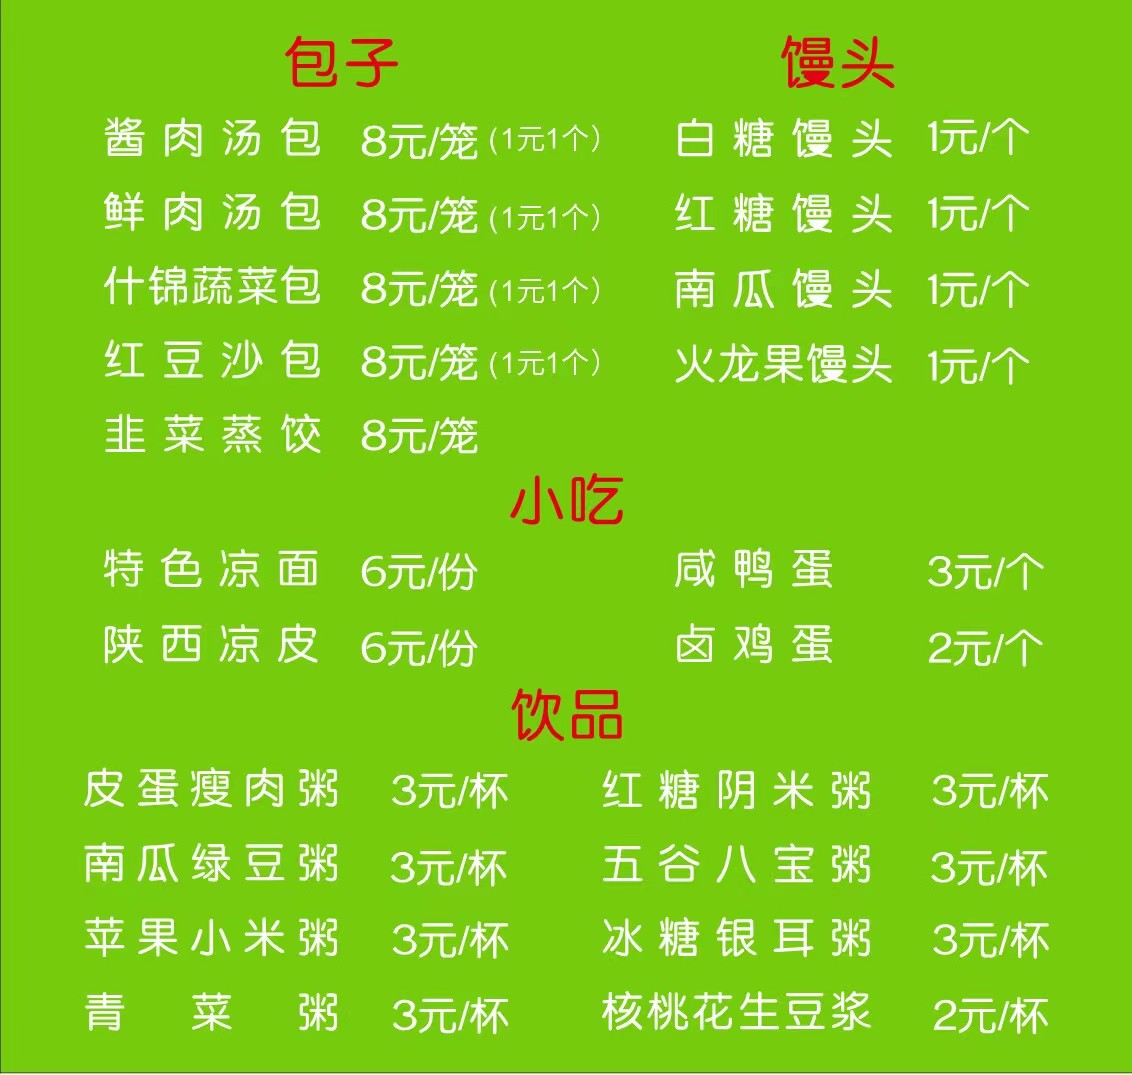 包子 馒头
酱肉汤包 8元/笼(1元1个) 白糖馒头 1元/个
鲜肉汤包 8元/笼(1元1个) 红糖馒头 1元/个
什锦蔬菜包 8元/笼(1元1个) 南瓜馒头 1元/个
红豆沙包 8元/笼(1元1个) 火龙果馒头 1元/个
韭菜蒸饺 8元/笼
小吃
特色凉面 6元/份 咸鸭蛋 3元/个
陕西凉皮 6元/份 卤鸡蛋 2元/个
饮品
皮蛋瘦肉粥 3元/杯 红糖阴米粥 3元/杯
南瓜绿豆粥 3元/杯 五谷八宝粥 3元/杯
苹果小米粥 3元/杯 冰糖银耳粥 3元/杯
青菜粥 3元/杯 核桃花生豆浆 2元/杯